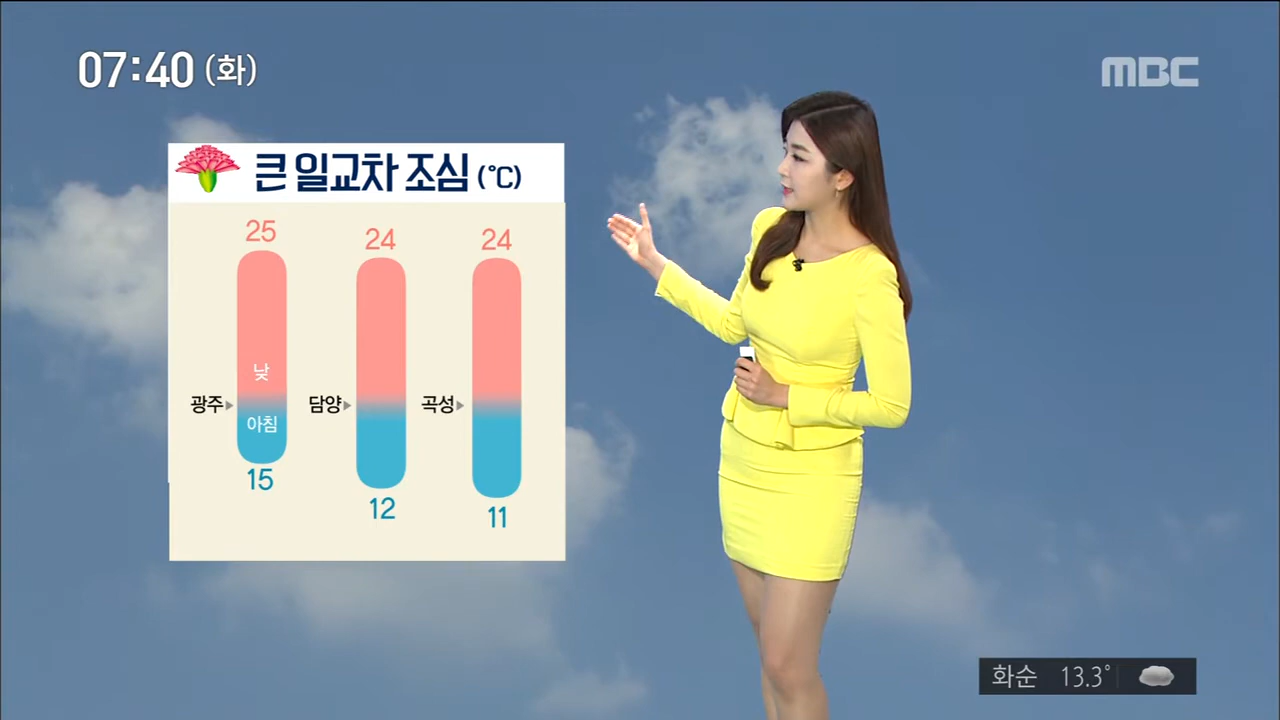 07:40 (화)
MBC
큰 일교차 조심 (℃)
25
24
24
낮
광주
담양
곡성
아침
15
12
11
화순 13.3°